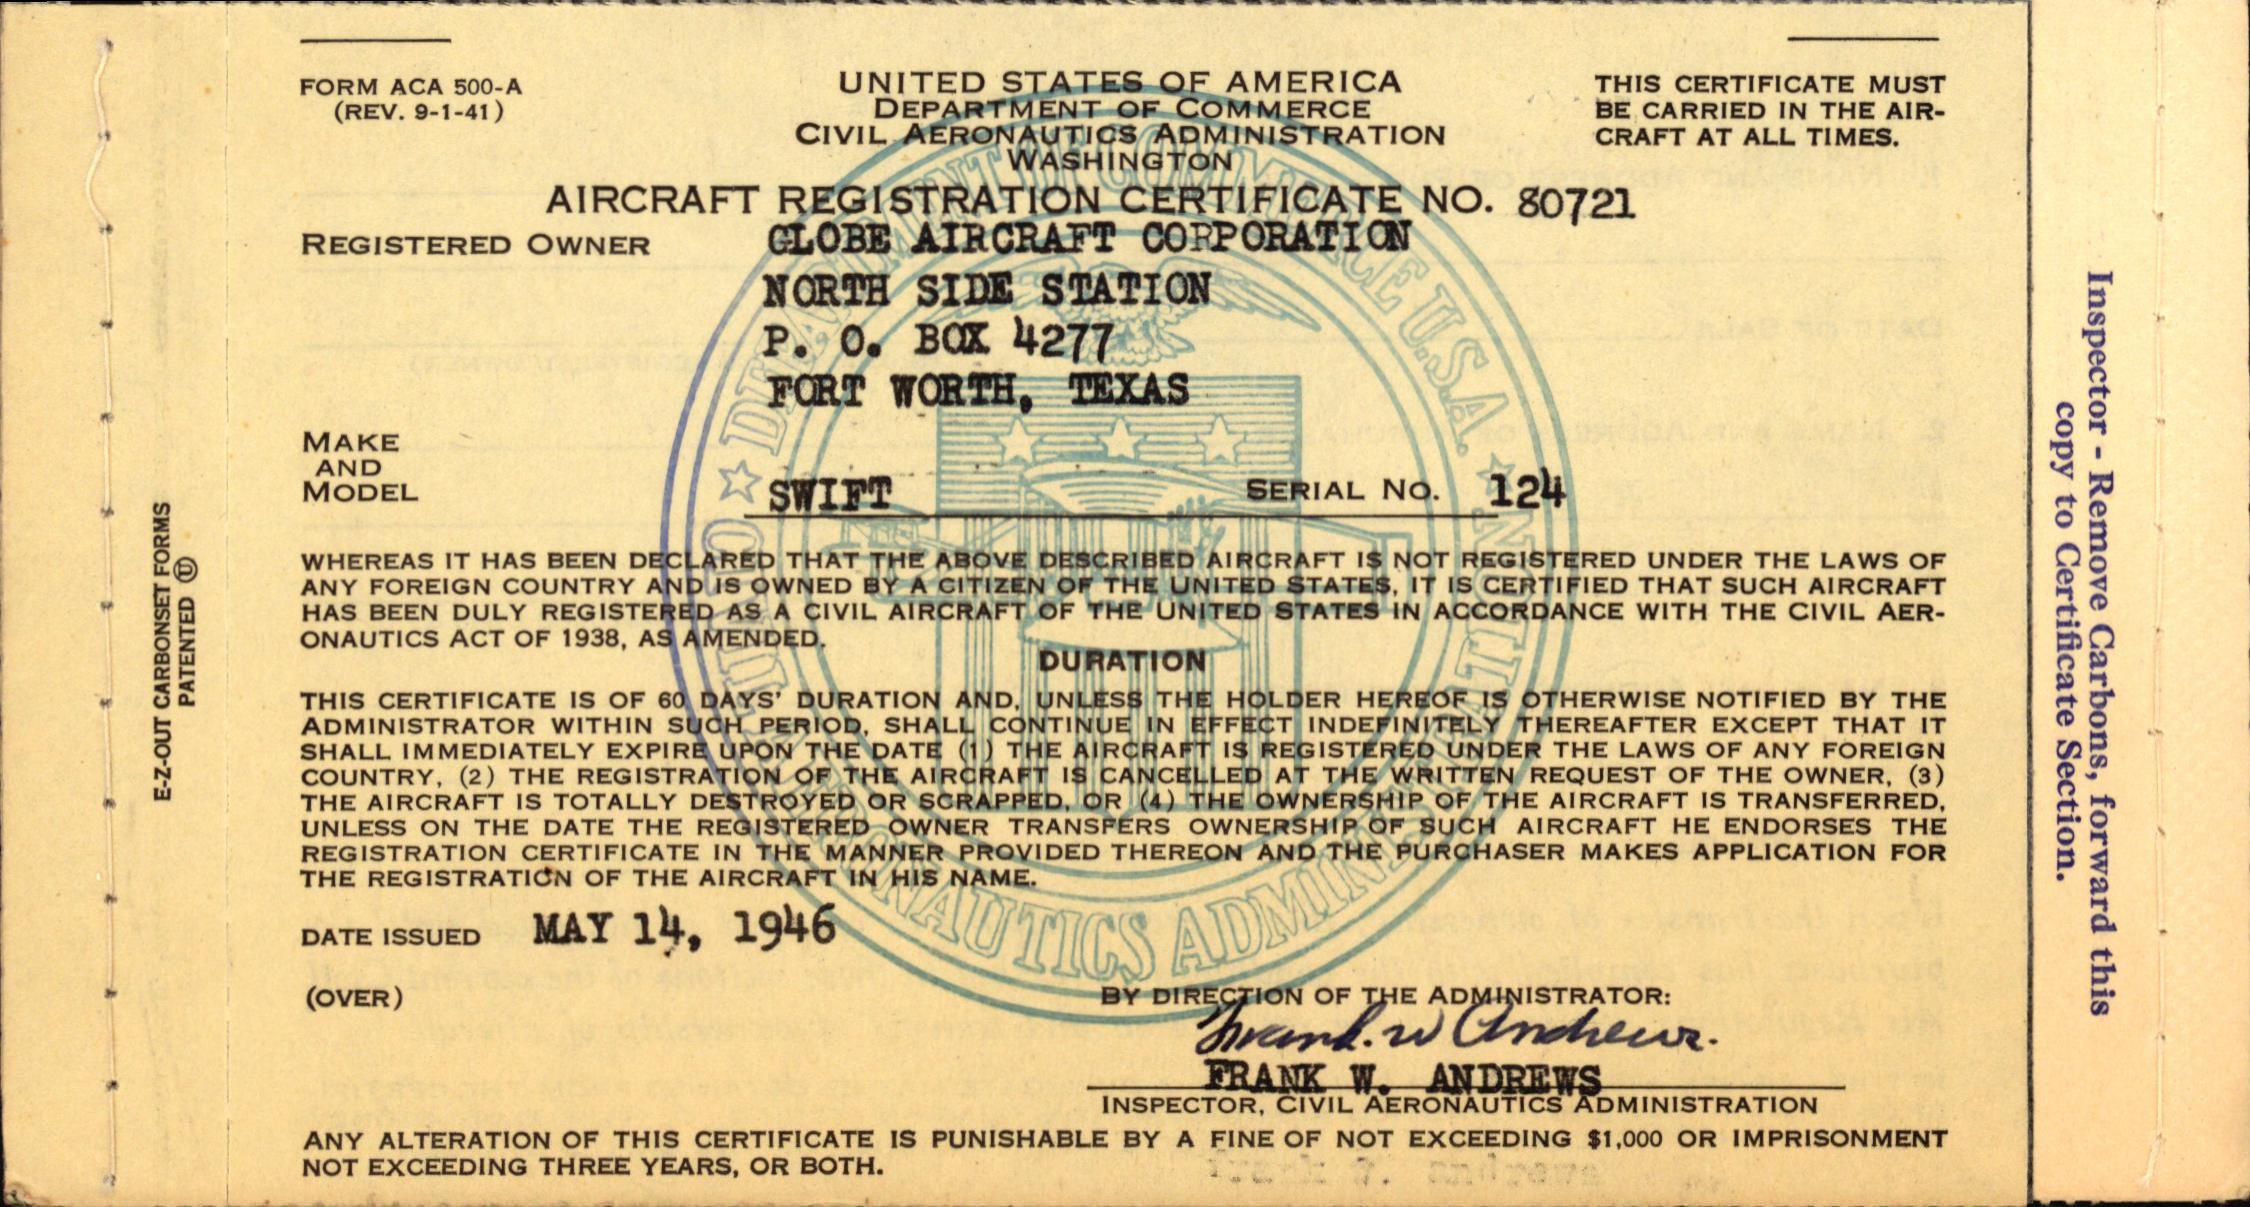 FORM ACA 500-A
(REV. 9-1-41)
UNITED STATES OF AMERICA
DEPARTMENT OF COMMERCE
CIVIL AERONAUTICS ADMINISTRATION
WASHINGTON
THIS CERTIFICATE MUST
BE CARRIED IN THE AIR-
CRAFT AT ALL TIMES.
AIRCRAFT REGISTRATION CERTIFICATE NO. 80721
REGISTERED OWNER GLOBE AIRCRAFT CORPORATION
NORTH SIDE STATION
P. O. BOX 4277
FORT WORTH, TEXAS
MAKE
AND
MODEL
SWIFT SERIAL NO. 124
WHEREAS IT HAS BEEN DECLARED THAT THE ABOVE DESCRIBED AIRCRAFT IS NOT REGISTERED UNDER THE LAWS OF
ANY FOREIGN COUNTRY AND IS OWNED BY A CITIZEN OF THE UNITED STATES, IT IS CERTIFIED THAT SUCH AIRCRAFT
HAS BEEN DULY REGISTERED AS A CIVIL AIRCRAFT OF THE UNITED STATES IN ACCORDANCE WITH THE CIVIL AER-
ONAUTICS ACT OF 1938, AS AMENDED.
DURATION
THIS CERTIFICATE IS OF 60 DAYS' DURATION AND, UNLESS THE HOLDER HEREOF IS OTHERWISE NOTIFIED BY THE
ADMINISTRATOR WITHIN SUCH PERIOD, SHALL CONTINUE IN EFFECT INDEFINITELY THEREAFTER EXCEPT THAT IT
SHALL IMMEDIATELY EXPIRE UPON THE DATE (1) THE AIRCRAFT IS REGISTERED UNDER THE LAWS OF ANY FOREIGN
COUNTRY, (2) THE REGISTRATION OF THE AIRCRAFT IS CANCELLED AT THE WRITTEN REQUEST OF THE OWNER, (3)
THE AIRCRAFT IS TOTALLY DESTROYED OR SCRAPPED, OR (4) THE OWNERSHIP OF THE AIRCRAFT IS TRANSFERRED,
UNLESS ON THE DATE THE REGISTERED OWNER TRANSFERS OWNERSHIP OF SUCH AIRCRAFT HE ENDORSES THE
REGISTRATION CERTIFICATE IN THE MANNER PROVIDED THEREON AND THE PURCHASER MAKES APPLICATION FOR
THE REGISTRATION OF THE AIRCRAFT IN HIS NAME.
DATE ISSUED MAY 14, 1946
(OVER)
BY DIRECTION OF THE ADMINISTRATOR:
Frank. W Andrews.
FRANK W. ANDREWS
INSPECTOR, CIVIL AERONAUTICS ADMINISTRATION
ANY ALTERATION OF THIS CERTIFICATE IS PUNISHABLE BY A FINE OF NOT EXCEEDING $1,000 OR IMPRISONMENT
NOT EXCEEDING THREE YEARS, OR BOTH.
E-Z-OUT CARBONSET FORMS
PATENTED U
Inspector - Remove Carbons, forward this
copy to Certificate Section.
DEPARTMENT OF COMMERCE U.S.A.
CIVIL AERONAUTICS ADMINISTRATION